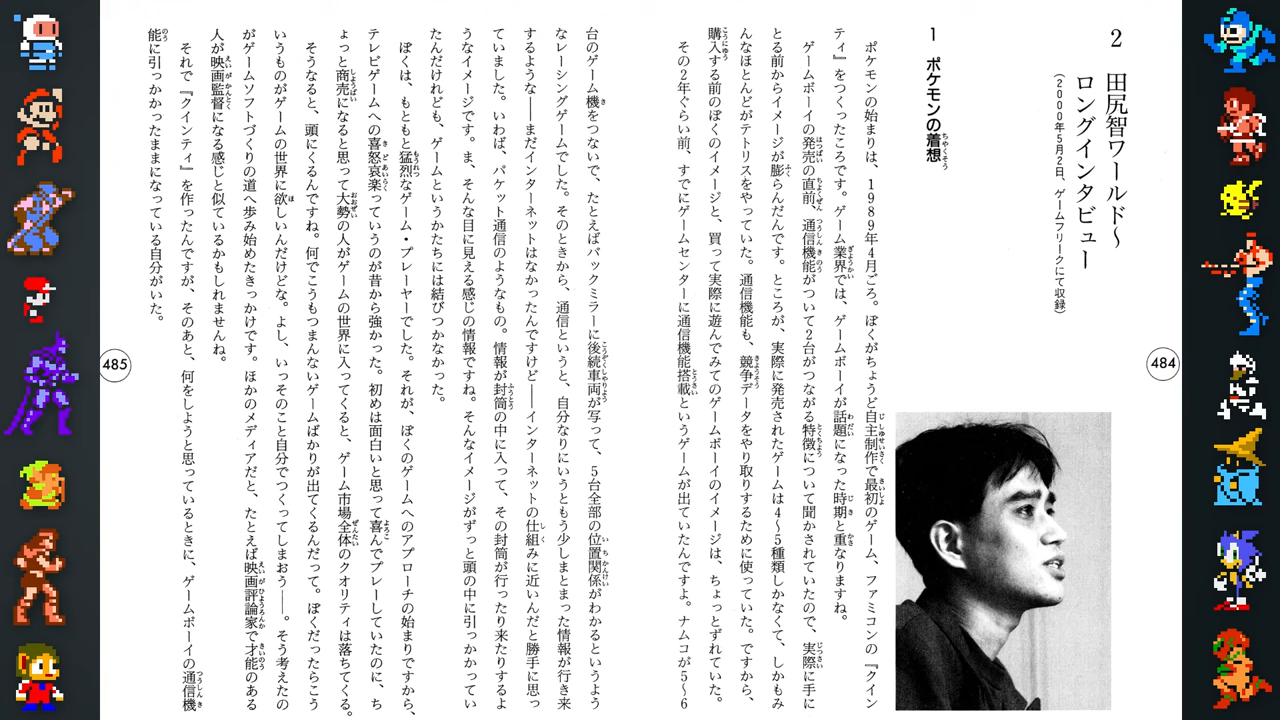 2
田尻智ワールド〜
ロングインタビュー
(2000年5月2日、ゲームフリークにて収録)
1 ポケモンの着想
ポケモンの始まりは、1989年4月ごろ。ぼくがちょうど自主制作で最初のゲーム、ファミコンの『クイン
ティ』をつくったころです。ゲーム業界では、ゲームボーイが話題になった時期と重なりますね。
ゲームボーイの発売の直前、通信機能がついて2台がつながる特徴について聞かされていたので、実際に手に
とる前からイメージが膨らんだんです。ところが、実際に発売されたゲームは4〜5種類しかなくて、しかもみ
んなほとんどがテトリスをやっていた。通信機能も、競争データをやり取りするために使っていた。ですから、
購入する前のぼくのイメージと、買って実際に遊んでみてのゲームボーイのイメージは、ちょっとずれていた。
その2年ぐらい前、すでにゲームセンターに通信機能搭載というゲームが出ていたんですよ。ナムコが5〜6
484
台のゲーム機をつないで、たとえばバックミラーに後続車両が写って、5台全部の位置関係がわかるというよう
なレーシングゲームでした。そのときから、通信というと、自分なりにいうともう少しまとまった情報が行き来
するような――まだインターネットはなかったんですけど――ンターネットの仕組みに近いんだと勝手に思っ
ていました。いわば、パケット通信のようなもの。情報が封筒の中に入って、その封筒が行ったり来たりするよ
うなイメージです。ま、そんな目に見える感じの情報ですね。そんなイメージがずっと頭の中に引っかかってい
たんだけれども、ゲームというかたちには結びつかなかった。
ぼくは、もともと猛烈なゲーム・プレーヤーでした。それが、ぼくのゲームへのアプローチの始まりですから、
テレビゲームへの喜怒哀楽っていうのが昔から強かった。初めは面白いと思って喜んでプレーしていたのに、
ょっと商売になると思って大勢の人がゲームの世界に入ってくると、ゲーム市場全体のクオリティは落ちてく。
そうなると、頭にくるんですね。何でこうもつまんないゲームばかりが出てくるんだって。ぼくだったらこう
いうものがゲームの世界に欲しいんだけどな。よし、いっそのこと自分でつくってしまおう――。そう考えたの
がゲームソフトづくりの道へ歩み始めたきっかけです。ほかのメディアだと、たとえば映画評論家で才能のある
人が映画監督になる感じと似ているかもしれませんね。
それで『クインティ』を作ったんですが、そのあと、何をしようと思っているときに、ゲームボーイの通信機
能に引っかかったままになっている自分がいた。
485